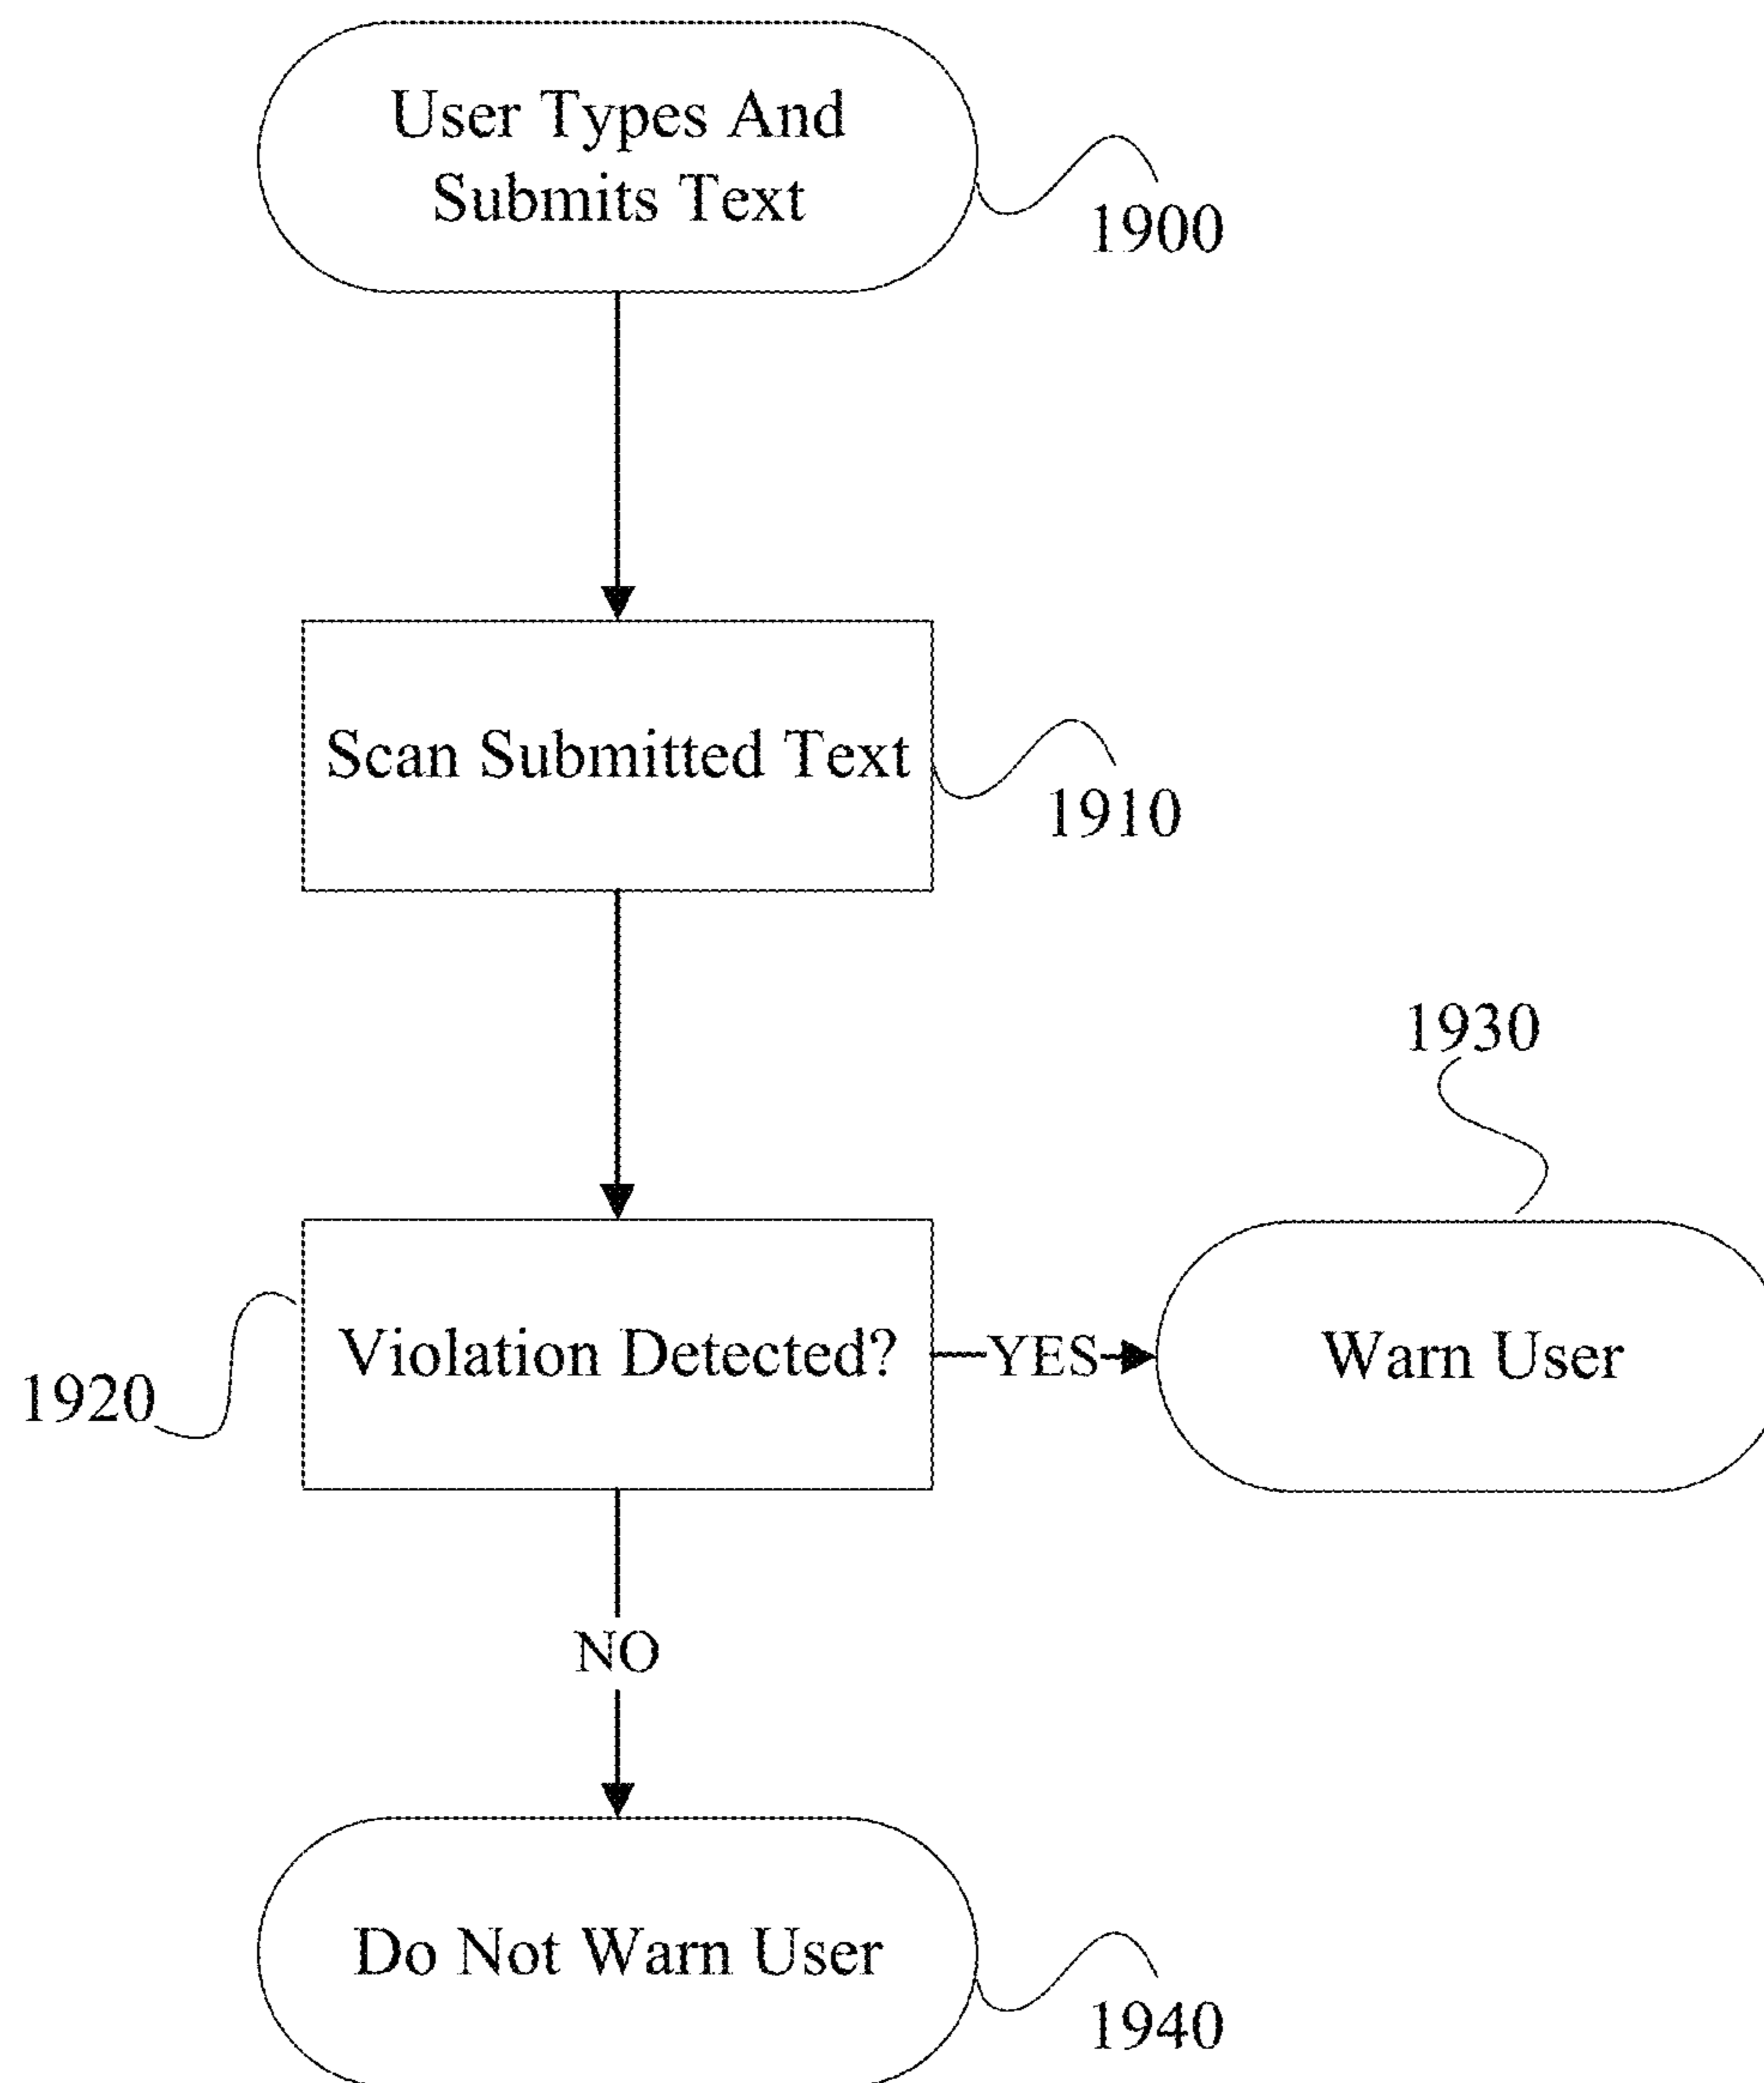 User Types And
Submits Text
1900
Scan Submitted Text
1910
1930
Violation Detected?
YES
Warn User
1920
NO
Do Not Warn User
1940